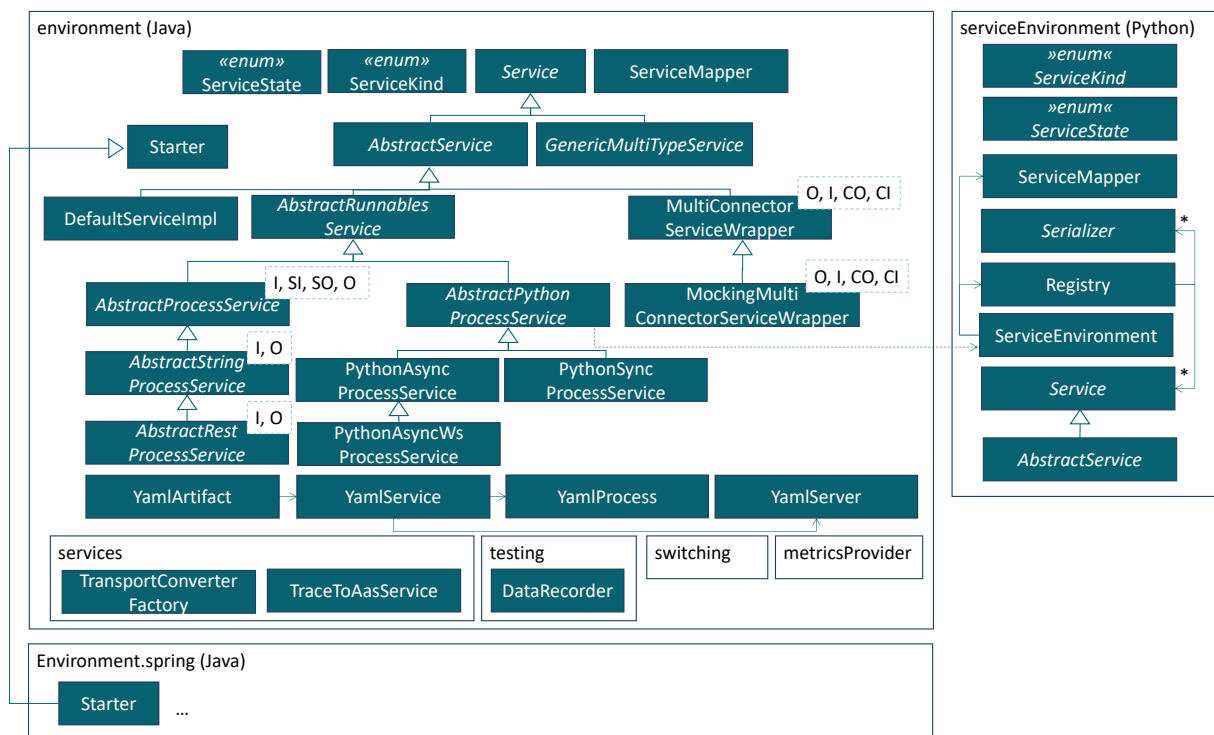 environment (Java)
«enum»
ServiceState
«enum»
ServiceKind
Service
ServiceMapper
Starter
AbstractService
GenericMultiTypeService
DefaultServiceImpl
AbstractRunnables
Service
MultiConnector
ServiceWrapper
O, I, CO, CI
AbstractProcessService
I, SI, SO, O
AbstractPython
ProcessService
MockingMulti
ConnectorServiceWrapper
O, I, CO, CI
AbstractString
ProcessService
I, O
PythonAsync
ProcessService
PythonSync
ProcessService
AbstractRest
ProcessService
I, O
PythonAsyncWs
ProcessService
YamlArtifact
YamlService
YamlProcess
YamlServer
services
TransportConverter
Factory
TraceToAasService
testing
DataRecorder
switching
metricsProvider
Environment.spring (Java)
Starter
...
serviceEnvironment (Python)
»enum«
ServiceKind
»enum«
ServiceState
ServiceMapper
*
Serializer
Registry
ServiceEnvironment
*
Service
AbstractService